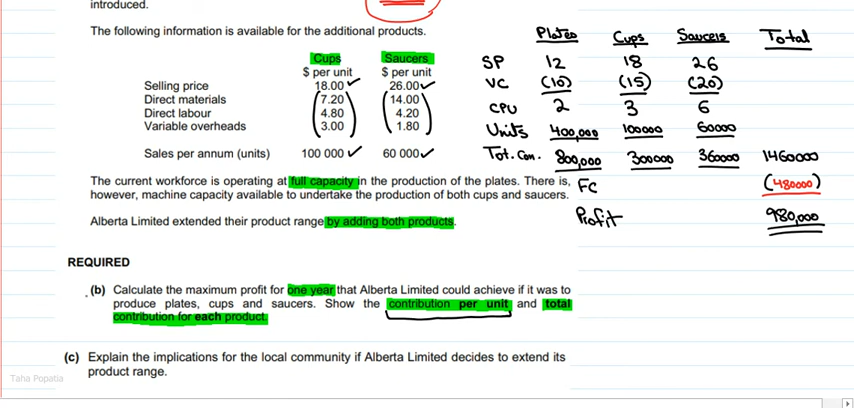 introduced.
The following information is available for the additional products.
Cups Saucers
$ per unit $ per unit
Selling price 18.00 26.00
Direct materials 7.20 14.00
Direct labour 4.80 4.20
Variable overheads 3.00 1.80
Sales per annum (units) 100 000 60 000
The current workforce is operating at full capacity in the production of the plates. There is,
however, machine capacity available to undertake the production of both cups and saucers.
Alberta Limited extended their product range by adding both products.
REQUIRED
(b) Calculate the maximum profit for one year that Alberta Limited could achieve if it was to
produce plates, cups and saucers. Show the contribution per unit and total
contribution for each product.
(c) Explain the implications for the local community if Alberta Limited decides to extend its
product range.
Taha Popatia
Plates Cups Saucers Total
SP 12 18 26
VC (10) (15) (20)
CPU 2 3 6
Units 400,000 100000 60000
Tot. Con. 800,000 300000 360000 1460000
FC (480000)
Profit 980,000